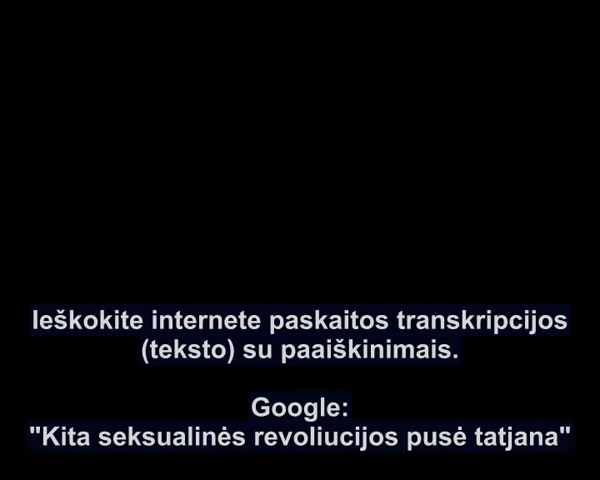 Ieškokite internete paskaitos transkripcijos
(teksto) su paaiškinimais.
Google:
"Kita seksualinės revoliucijos pusė tatjana"